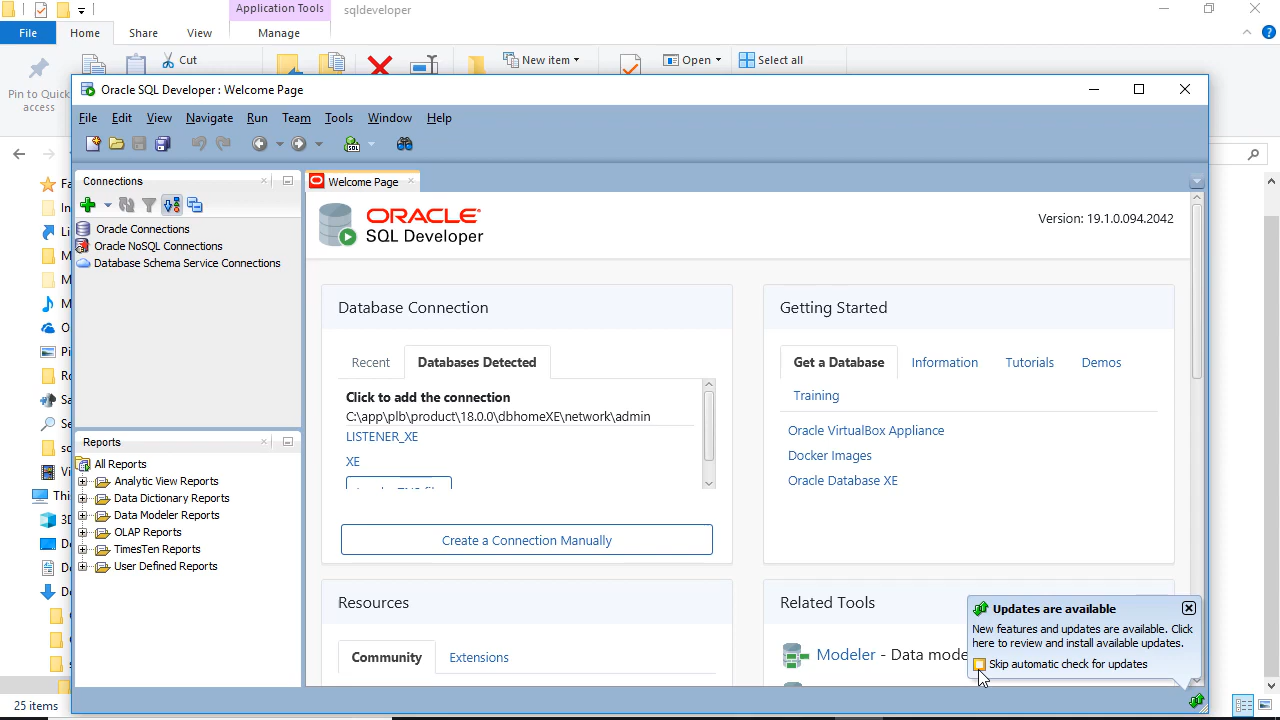 Application Tools
sqldeveloper
File
Home
Share
View
Manage
Cut
New item
Open
Select all
Pin to Quick
access
Oracle SQL Developer : Welcome Page
File Edit View Navigate Run Team Tools Window Help
Connections
Oracle Connections
Oracle NoSQL Connections
Database Schema Service Connections
Reports
All Reports
Analytic View Reports
Data Dictionary Reports
Data Modeler Reports
OLAP Reports
TimesTen Reports
User Defined Reports
Welcome Page
ORACLE
SQL Developer
Version: 19.1.0.094.2042
Database Connection
Recent
Databases Detected
Click to add the connection
C:\app\plb\product\18.0.0\dbhomeXE\network\admin
LISTENER_XE
XE
Create a Connection Manually
Getting Started
Get a Database
Information
Tutorials
Demos
Training
Oracle VirtualBox Appliance
Docker Images
Oracle Database XE
Resources
Community
Extensions
Related Tools
Modeler - Data mode
Updates are available
New features and updates are available. Click
here to review and install available updates.
Skip automatic check for updates
25 items